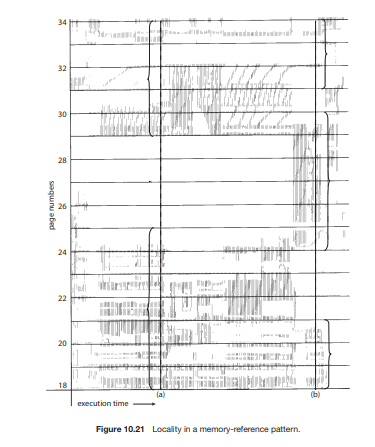 34
32
30
28
26
24
22
20
18
page numbers
(a)
(b)
execution time
Figure 10.21 Locality in a memory-reference pattern.